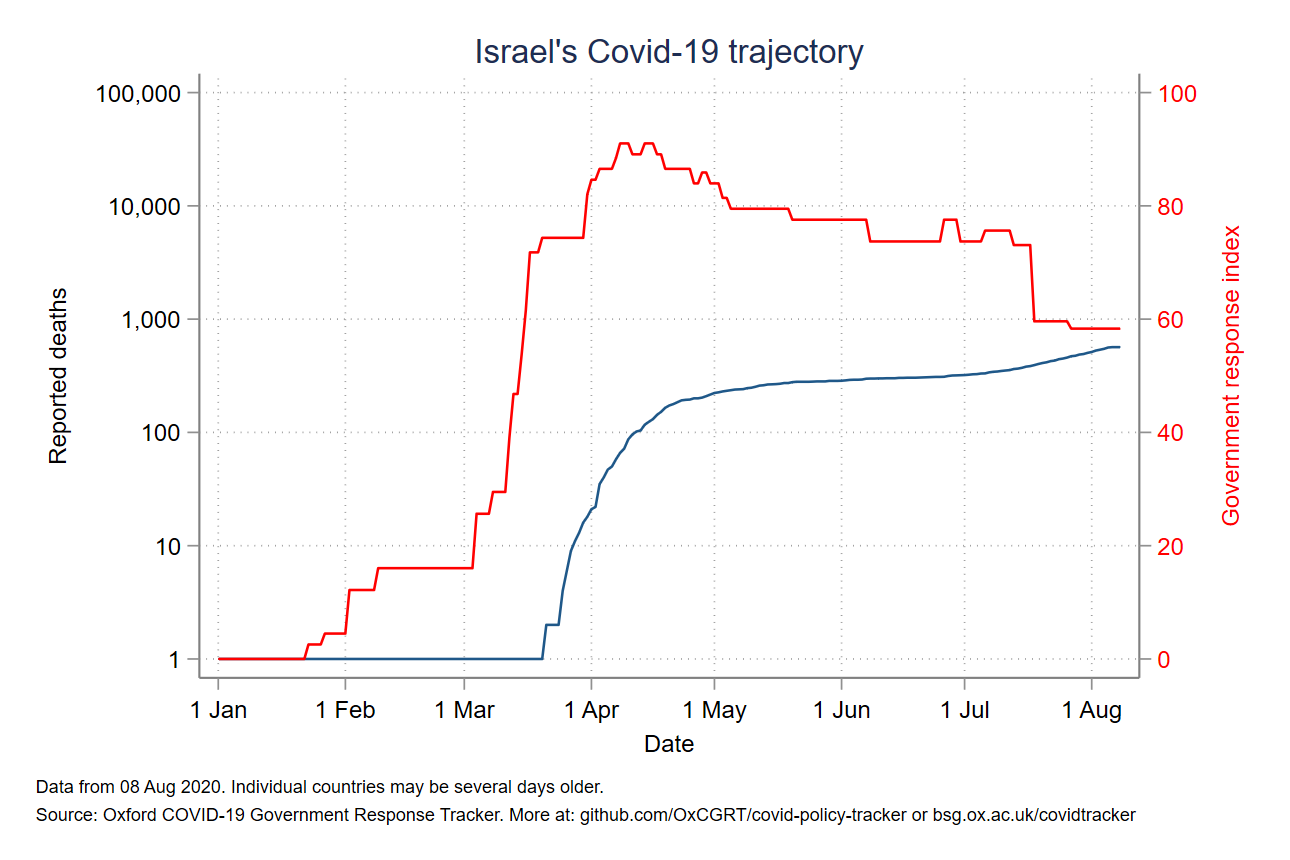 Israel's Covid-19 trajectory
100,000
10,000
1,000
100
10
1
Reported deaths
100
80
60
40
20
0
Government response index
1 Jan 1 Feb 1 Mar 1 Apr 1 May 1 Jun 1 Jul 1 Aug
Date
Data from 08 Aug 2020. Individual countries may be several days older.
Source: Oxford COVID-19 Government Response Tracker. More at: github.com/OxCGRT/covid-policy-tracker or bsg.ox.ac.uk/covidtracker